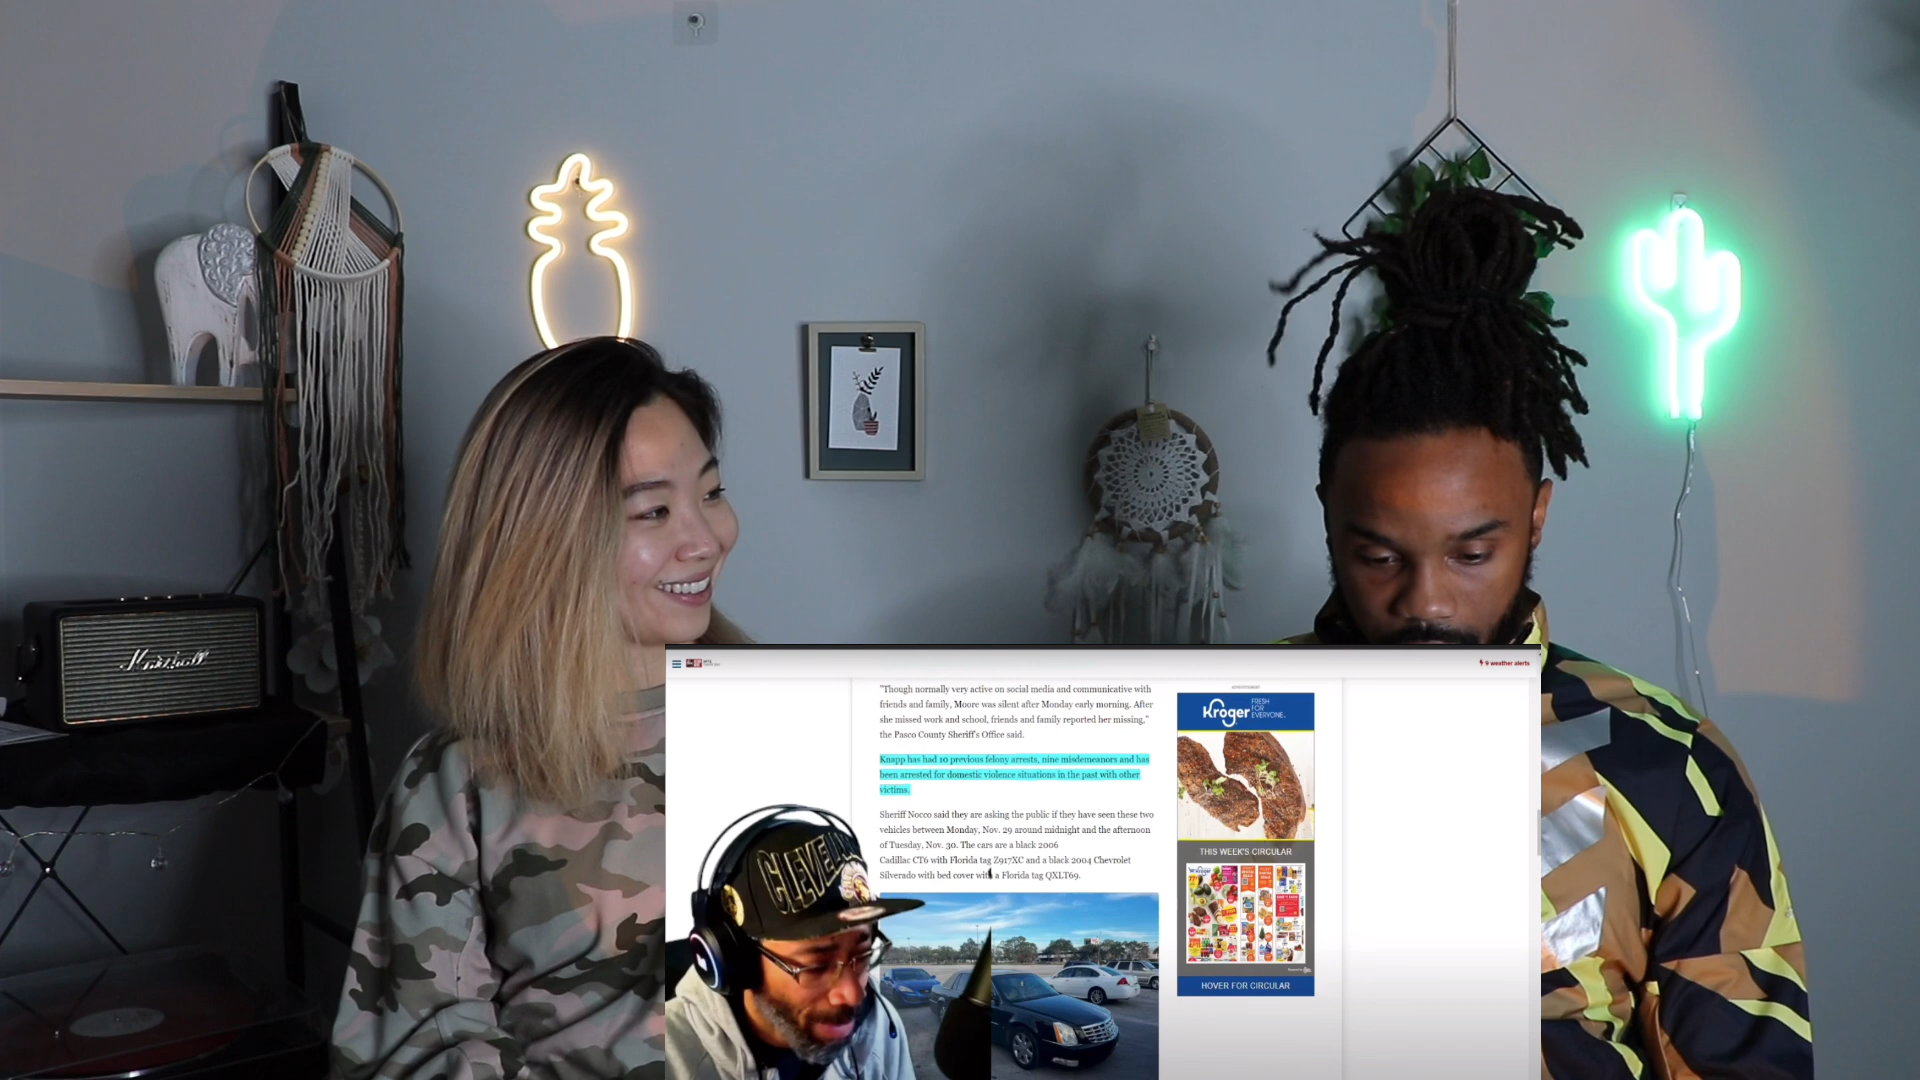 Marshall
9 weather alerts
"Though normally very active on social media and communicative with
friends and family, Moore was silent after Monday early morning. After
she missed work and school, friends and family reported her missing,"
the Pasco County Sheriff's Office said.
Knapp has had 10 previous felony arrests, nine misdemeanors and has
been arrested for domestic violence situations in the past with other
victims.
Sheriff Nocco said they are asking the public if they have seen these two
vehicles between Monday, Nov. 29 around midnight and the afternoon
of Tuesday, Nov. 30. The cars are a black 2006
Cadillac CT6 with Florida tag Z917XC and a black 2004 Chevrolet
Silverado with bed cover with a Florida tag QXLT69.
ADVERTISEMENT
Kroger
FRESH
FOR
EVERYONE.
THIS WEEK'S CIRCULAR
HOVER FOR CIRCULAR